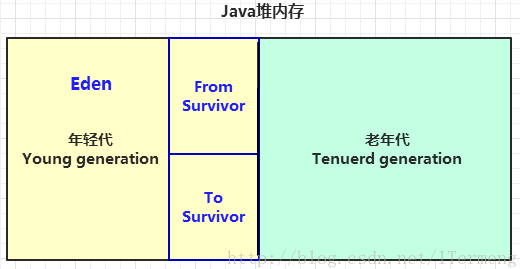 Java堆内存
Eden
年轻代
Young generation
From
Survivor
To
Survivor
老年代
Tenuerd generation
http://blog.csdn.net/ITermeng